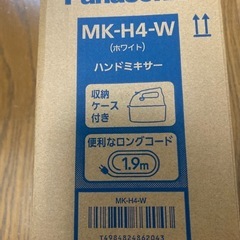 Panasonic
MK-H4-W
(ホワイト)
ハンドミキサー
収納
ケース
付き
便利なロングコード
1.9m
MK-H4-W
T4984824862043